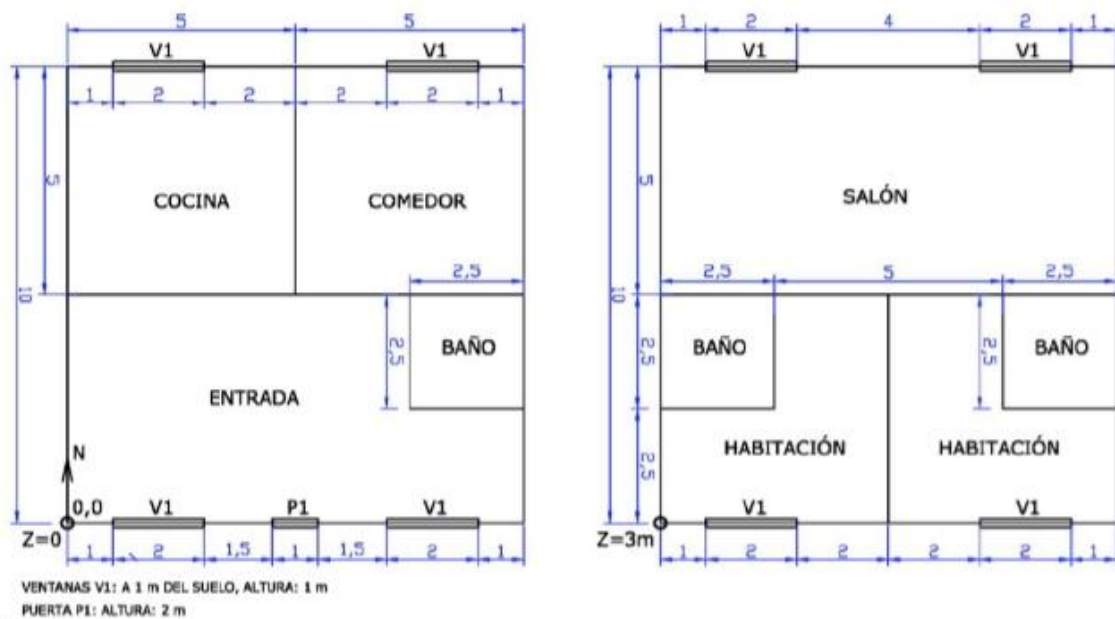 5 5
V1 V1
1 2 2 2 2 1
5
COCINA COMEDOR
2,5
10
2,5
BAÑO
ENTRADA
N
0,0 V1 P1 V1
Z=0
1 2 1,5 1 1,5 2 1
1 2 4 2 1
V1 V1
5
SALÓN
2,5 5 2,5
10
2,5 2,5
BAÑO BAÑO
2,5
HABITACIÓN HABITACIÓN
V1 V1
Z=3m
1 2 2 2 2 1
VENTANAS V1: A 1 m DEL SUELO, ALTURA: 1 m
PUERTA P1: ALTURA: 2 m